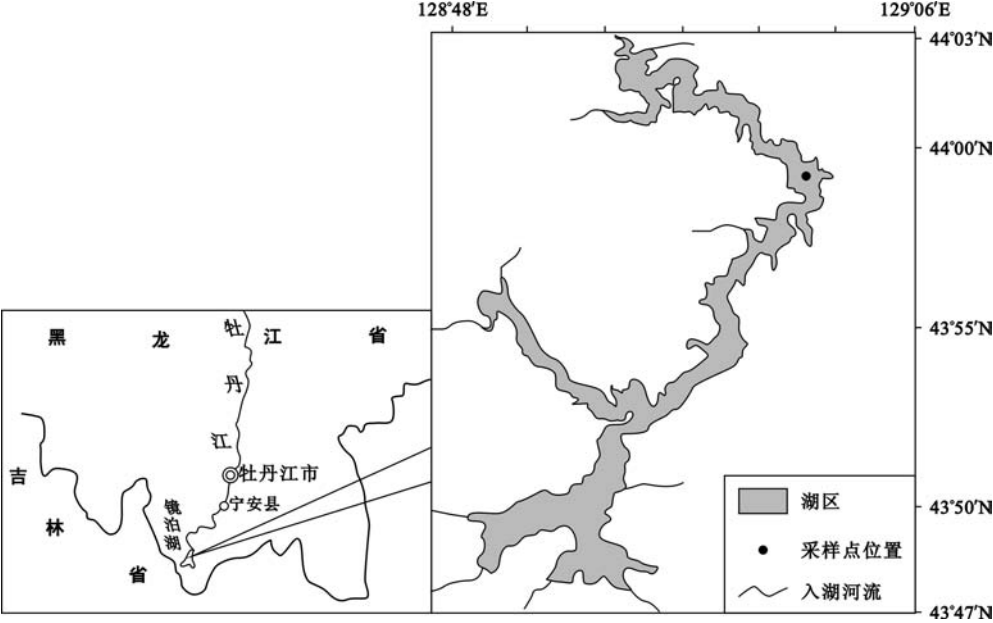 128°48′E
129°06′E
44°03′N
44°00′N
43°55′N
43°50′N
43°47′N
黑龙江省
牡丹江
牡丹江市
宁安县
镜泊湖
吉林省
湖区
采样点位置
入湖河流